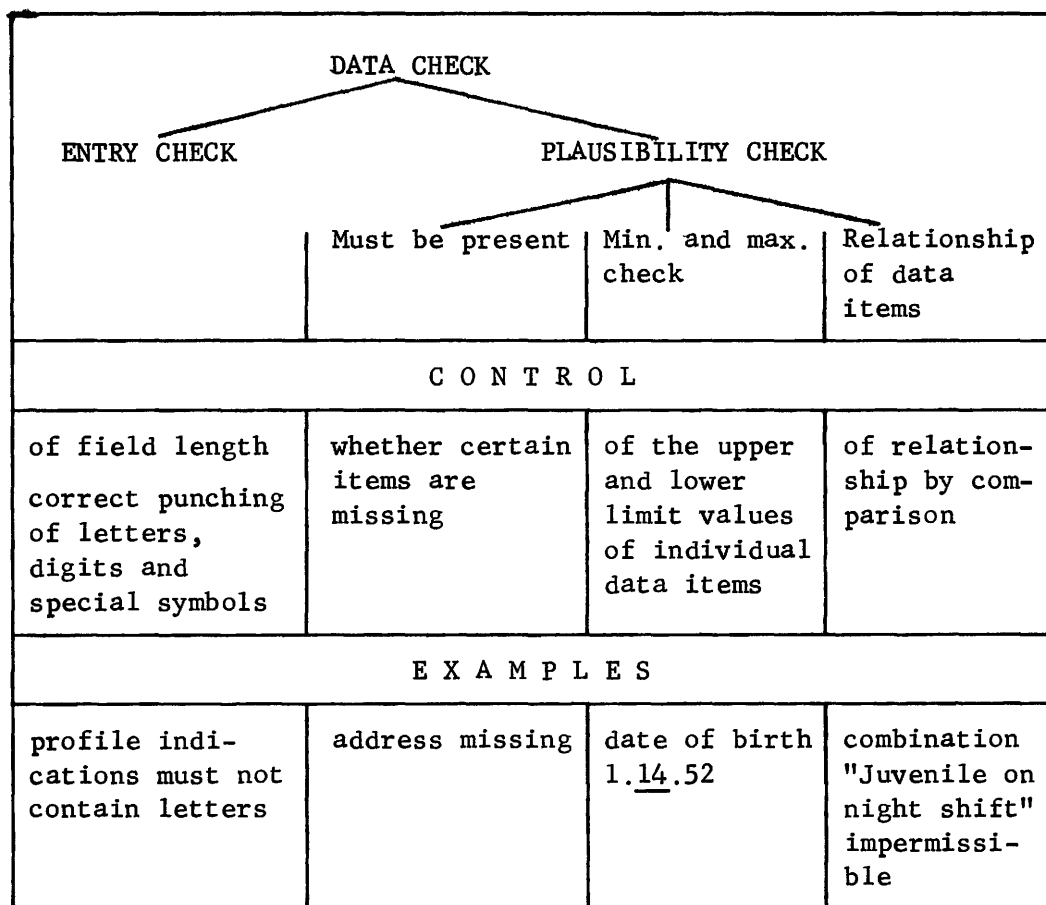 DATA CHECK
ENTRY CHECK
PLAUSIBILITY CHECK
Must be present
Min. and max.
check
Relationship
of data
items
C O N T R O L
of field length
correct punching
of letters,
digits and
special symbols
whether certain
items are
missing
of the upper
and lower
limit values
of individual
data items
of relation-
ship by com-
parison
E X A M P L E S
profile indi-
cations must not
contain letters
address missing
date of birth
1.14.52
combination
"Juvenile on
night shift"
impermissi-
ble